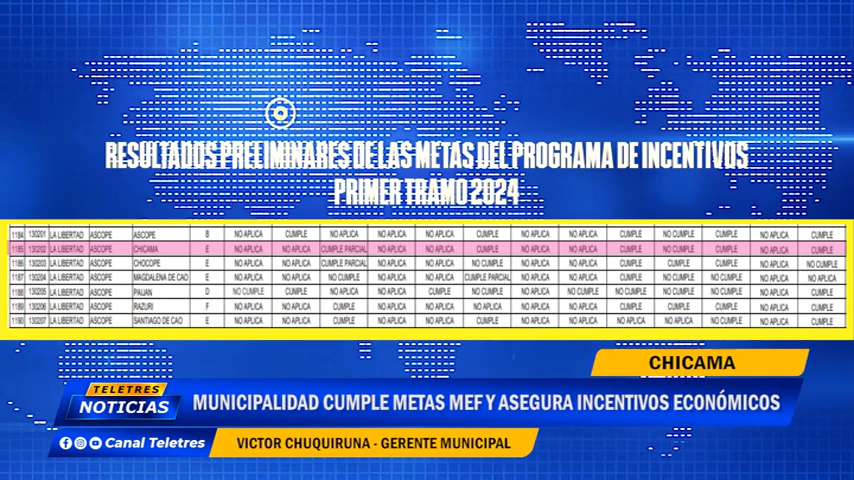 RESULTADOS PRELIMINARES DE LAS METAS DEL PROGRAMA DE INCENTIVOS
PRIMER TRAMO 2024
1184 130201 LA LIBERTAD ASCOPE ASCOPE B NO APLICA CUMPLE NO APLICA NO APLICA NO APLICA CUMPLE NO APLICA NO APLICA CUMPLE NO CUMPLE CUMPLE NO APLICA CUMPLE
1185 130202 LA LIBERTAD ASCOPE CHICAMA E NO APLICA NO APLICA CUMPLE PARCIAL NO APLICA NO APLICA CUMPLE NO APLICA NO APLICA CUMPLE NO CUMPLE CUMPLE NO APLICA CUMPLE
1186 130203 LA LIBERTAD ASCOPE CHOCOPE E NO APLICA NO APLICA CUMPLE PARCIAL NO APLICA NO APLICA NO CUMPLE NO APLICA NO APLICA CUMPLE CUMPLE CUMPLE NO APLICA NO CUMPLE
1187 130204 LA LIBERTAD ASCOPE MAGDALENA DE CAO E NO APLICA NO APLICA NO CUMPLE NO APLICA NO APLICA CUMPLE PARCIAL NO APLICA NO APLICA CUMPLE NO CUMPLE NO CUMPLE NO APLICA NO APLICA
1188 130205 LA LIBERTAD ASCOPE PAIJAN D NO CUMPLE CUMPLE NO APLICA NO APLICA CUMPLE NO CUMPLE NO APLICA NO CUMPLE NO CUMPLE NO CUMPLE CUMPLE NO APLICA CUMPLE
1189 130206 LA LIBERTAD ASCOPE RAZURI F NO APLICA NO APLICA CUMPLE NO APLICA NO APLICA NO APLICA NO APLICA NO APLICA CUMPLE CUMPLE CUMPLE NO APLICA CUMPLE
1190 130207 LA LIBERTAD ASCOPE SANTIAGO DE CAO E NO APLICA NO APLICA CUMPLE NO APLICA NO APLICA CUMPLE NO APLICA NO APLICA NO APLICA NO APLICA NO CUMPLE NO APLICA CUMPLE
CHICAMA
TELETRES
NOTICIAS
MUNICIPALIDAD CUMPLE METAS MEF Y ASEGURA INCENTIVOS ECONÓMICOS
Canal Teletres
VICTOR CHUQUIRUNA - GERENTE MUNICIPAL